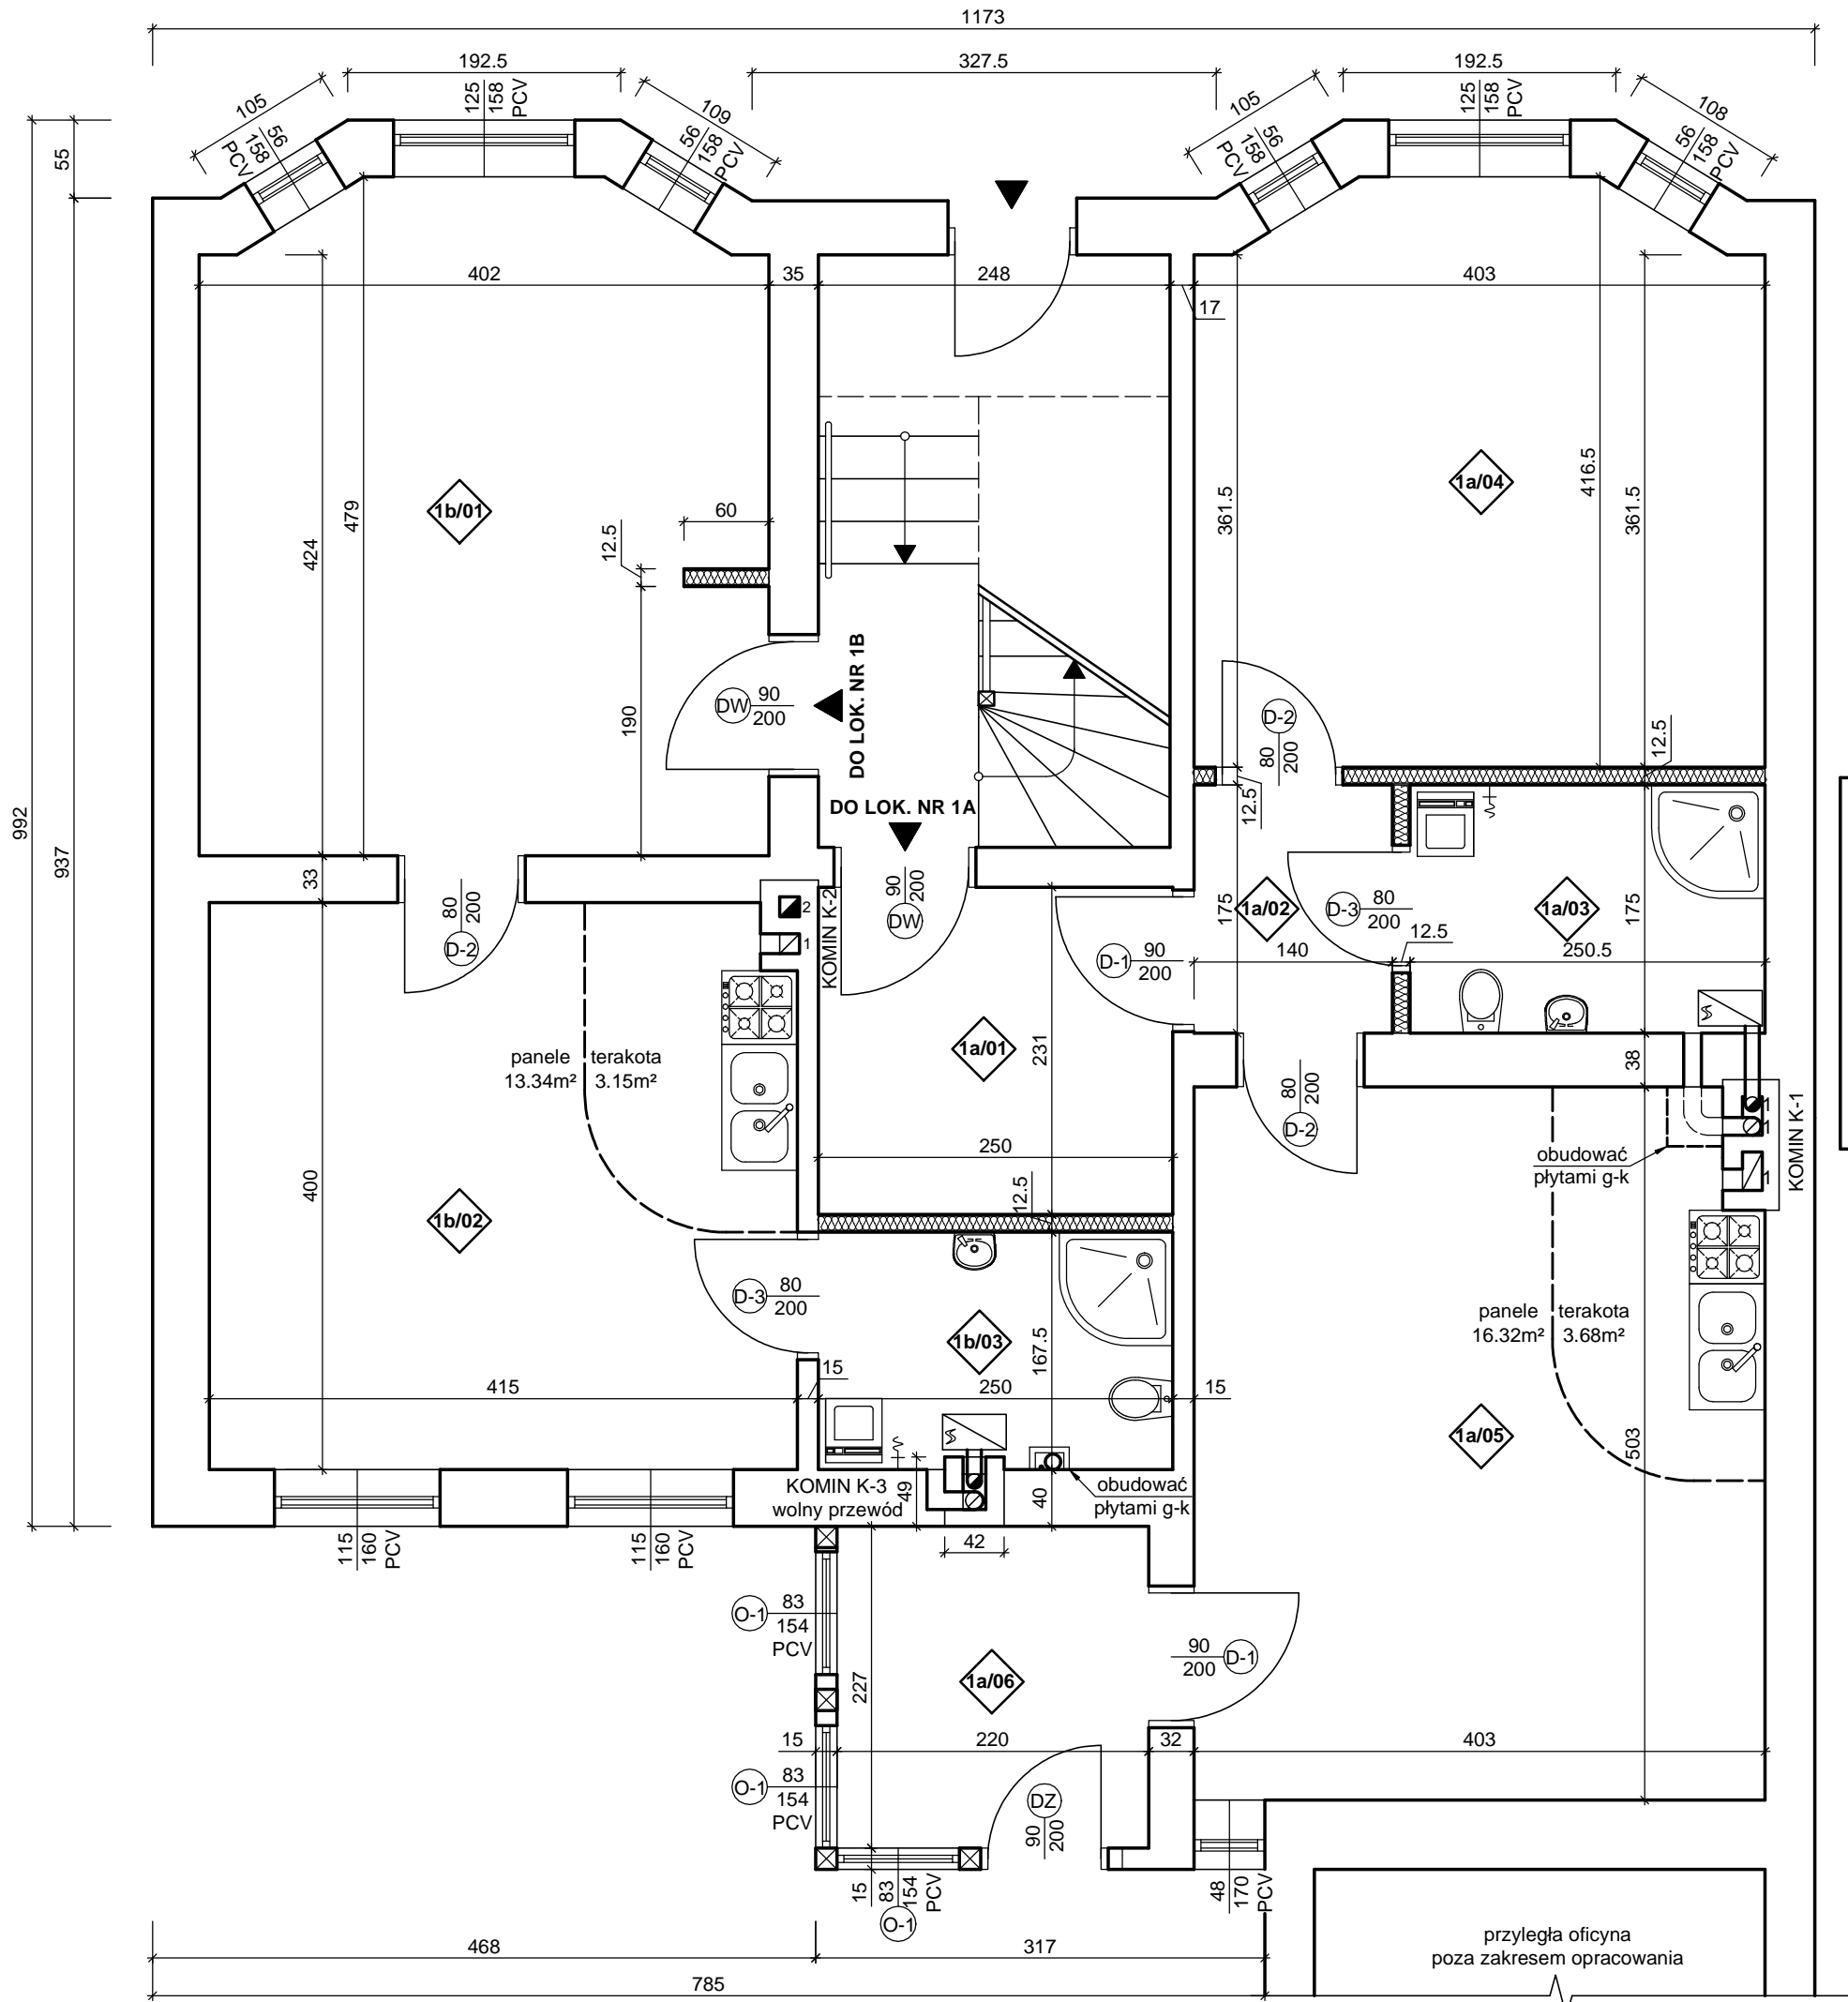 1173
192.5
327.5
192.5
105
125
158
PCV
109
105
125
158
PCV
108
56
158
PCV
56
158
PCV
56
158
PCV
56
158
PCV
55
402
35
248
403
17
1b/01
1a/04
424
479
60
12.5
190
361.5
416.5
361.5
DW
90
200
DO LOK. NR 1B
D-2
80
200
12.5
12.5
DO LOK. NR 1A
992
937
33
80
200
D-2
2
1
KOMIN K-2
90
200
DW
175
1a/02
D-3
80
200
1a/03
175
12.5
140
250.5
D-1
90
200
1a/01
231
panele
13.34m²
terakota
3.15m²
38
80
200
D-2
1
1
1
KOMIN K-1
obudować
płytami g-k
250
12.5
400
1b/02
D-3
80
200
1b/03
167.5
panele
16.32m²
terakota
3.68m²
15
415
250
15
1a/05
503
KOMIN K-3
wolny przewód
49
40
obudować
płytami g-k
42
115
160
PCV
115
160
PCV
O-1
83
154
PCV
227
1a/06
90
200
D-1
15
220
32
403
O-1
83
154
PCV
DZ
90
200
15
83
154
PCV
O-1
48
170
PCV
468
317
785
przyległa oficyna
poza zakresem opracowania